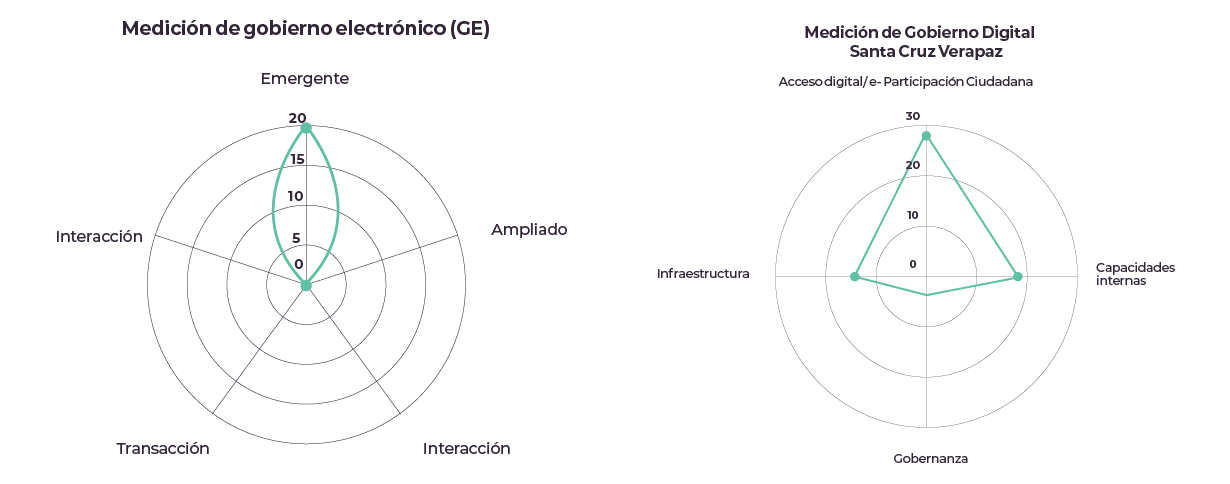 Medición de gobierno electrónico (GE)
Emergente
20
15
10
5
0
Interacción
Ampliado
Transacción
Interacción
Medición de Gobierno Digital
Santa Cruz Verapaz
Acceso digital/ e- Participación Ciudadana
30
20
10
0
Infraestructura
Capacidades
internas
Gobernanza